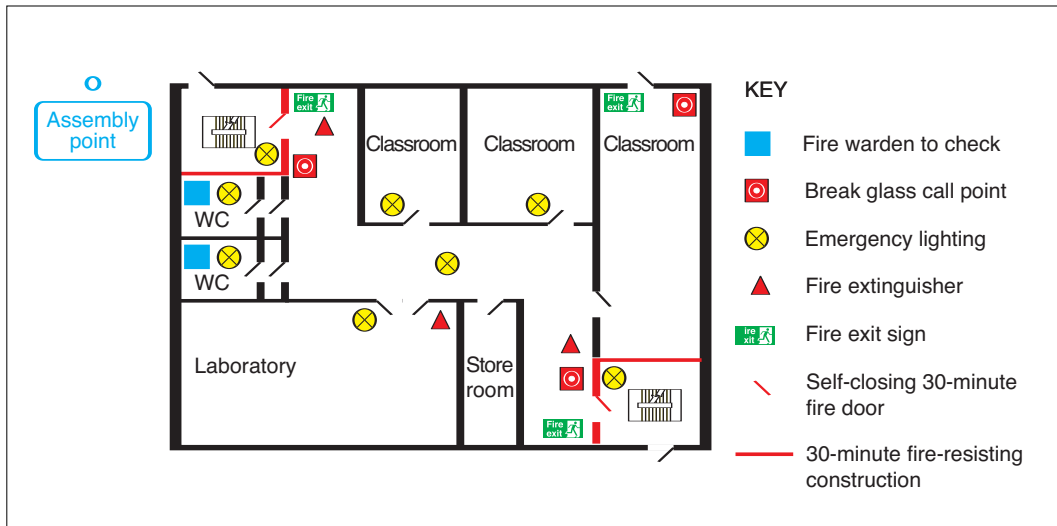 Assembly
point
Fire
exit
Fire
exit
Classroom
Classroom
Classroom
WC
WC
Laboratory
Store
room
Fire
exit
KEY
Fire warden to check
Break glass call point
Emergency lighting
Fire extinguisher
ire
xit
Fire exit sign
Self-closing 30-minute
fire door
30-minute fire-resisting
construction